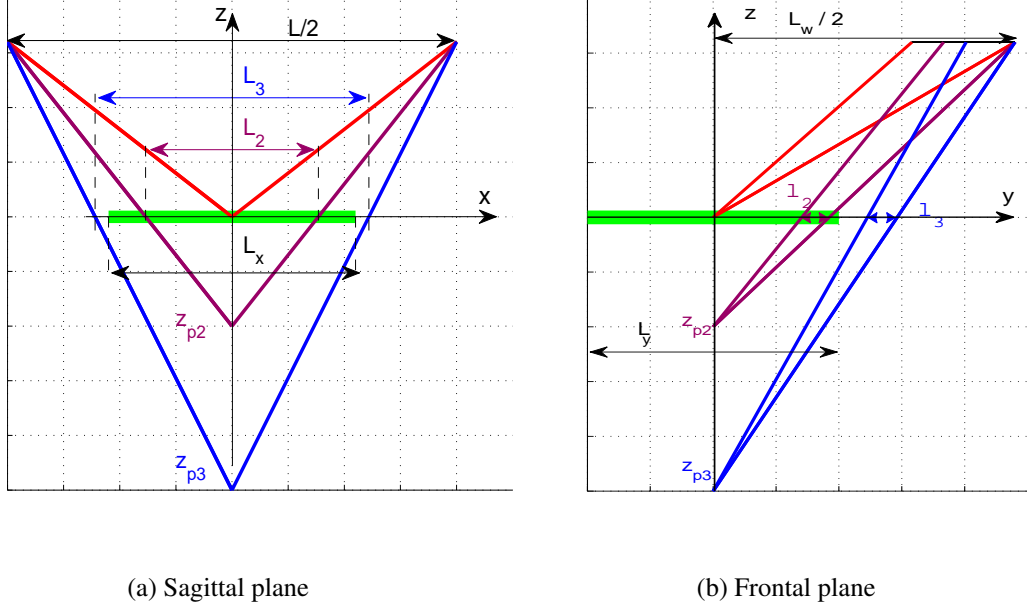 z
L/2
L3
L2
x
Lx
zp2
zp3
(a) Sagittal plane
z
Lw / 2
l2
l3
y
zp2
Ly
zp3
(b) Frontal plane